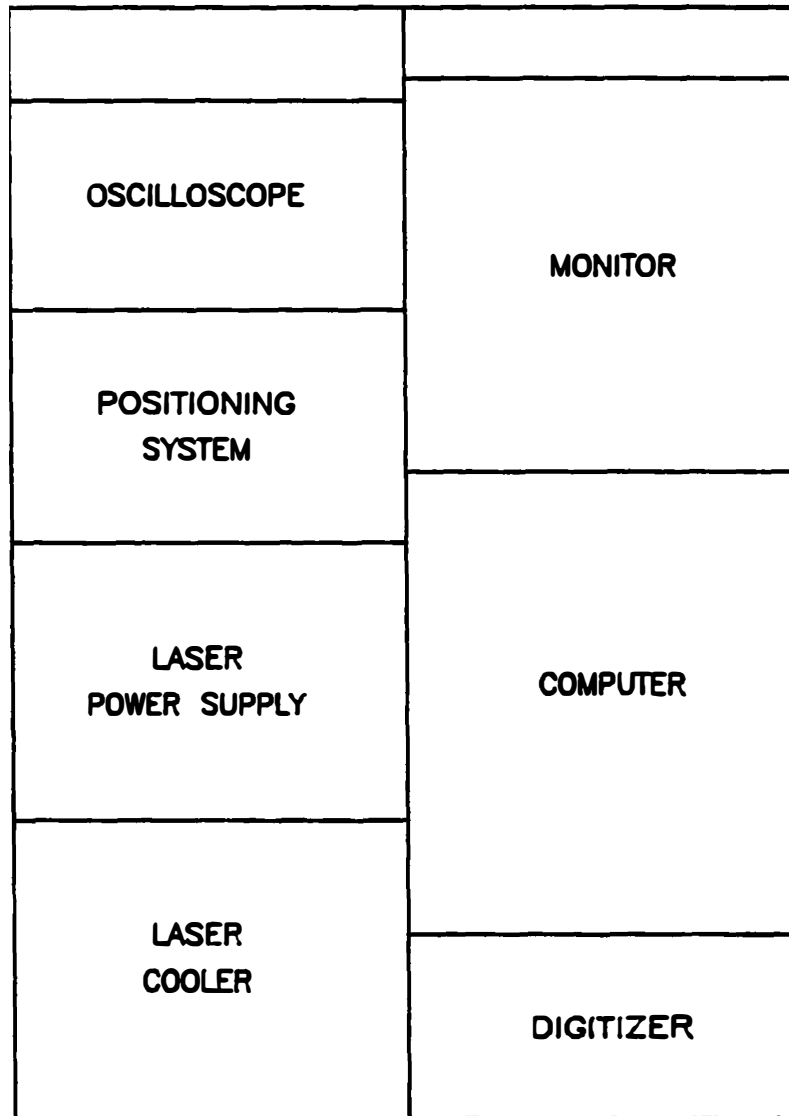 OSCILLOSCOPE
POSITIONING
SYSTEM
LASER
POWER SUPPLY
LASER
COOLER
MONITOR
COMPUTER
DIGITIZER